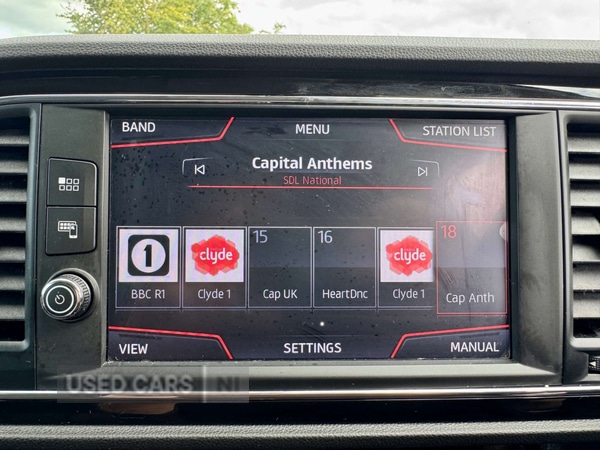 BAND MENU STATION LIST
Capital Anthems
SDL National
1 clyde 15 16 clyde 18
BBC R1 Clyde 1 Cap UK HeartDnc Clyde 1 Cap Anth
VIEW SETTINGS MANUAL
USED CARS NI